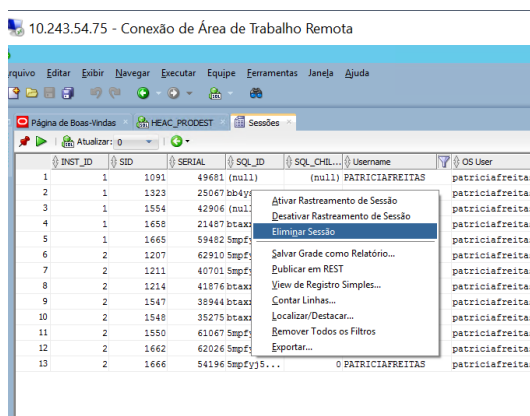 10.243.54.75 - Conexão de Área de Trabalho Remota
Editar Exibir Navegar Executar Equipe Ferramentas Janela Ajuda
Página de Boas-Vindas HEAC_PRODEST Sessões
Atualizar: 0
INST_ID SID SERIAL SQL_ID SQL_CHIL... Username OS User
1 1 1091 49681 (null) (null) PATRICIAFREITAS
2 1 1323 25067
3 1 1554 42906
4 1 1658 21487
5 1 1665 59482
6 2 1207 62910
7 2 1211 40701
8 2 1214 41876
9 2 1547 38944
10 2 1548 35275
11 2 1550 61067
12 2 1662 62026
13 2 1666 54196 5mpfyj5... 0 PATRICIAFREITAS
Ativar Rastreamento de Sessão
Desativar Rastreamento de Sessão
Eliminar Sessão
Salvar Grade como Relatório...
Publicar em REST
View de Registro Simples...
Contar Linhas...
Localizar/Destacar...
Remover Todos os Filtros
Exportar...